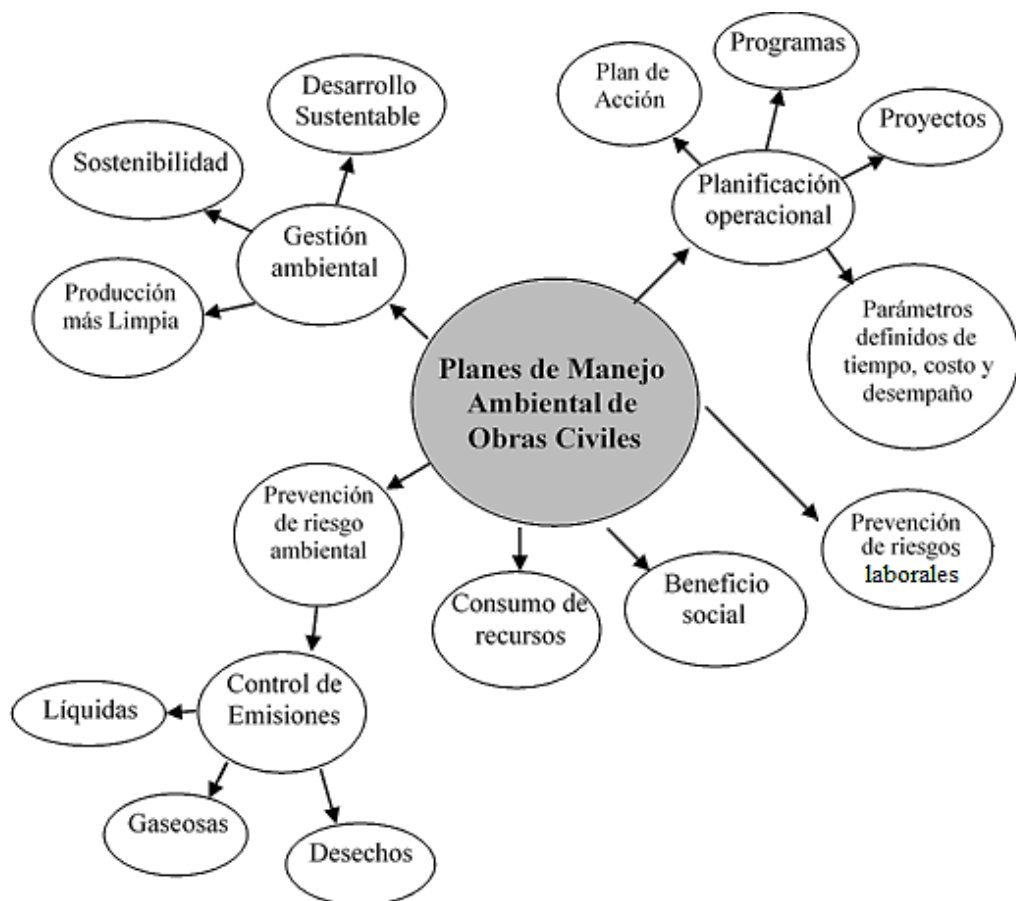 Programas
Plan de
Acción
Proyectos
Planificación
operacional
Parámetros
definidos de
tiempo, costo y
desempaño
Desarrollo
Sustentable
Sostenibilidad
Gestión
ambiental
Producción
más Limpia
Planes de Manejo
Ambiental de
Obras Civiles
Prevención
de riesgo
ambiental
Prevención
de riesgos
laborales
Consumo de
recursos
Beneficio
social
Control de
Emisiones
Líquidas
Gaseosas
Desechos